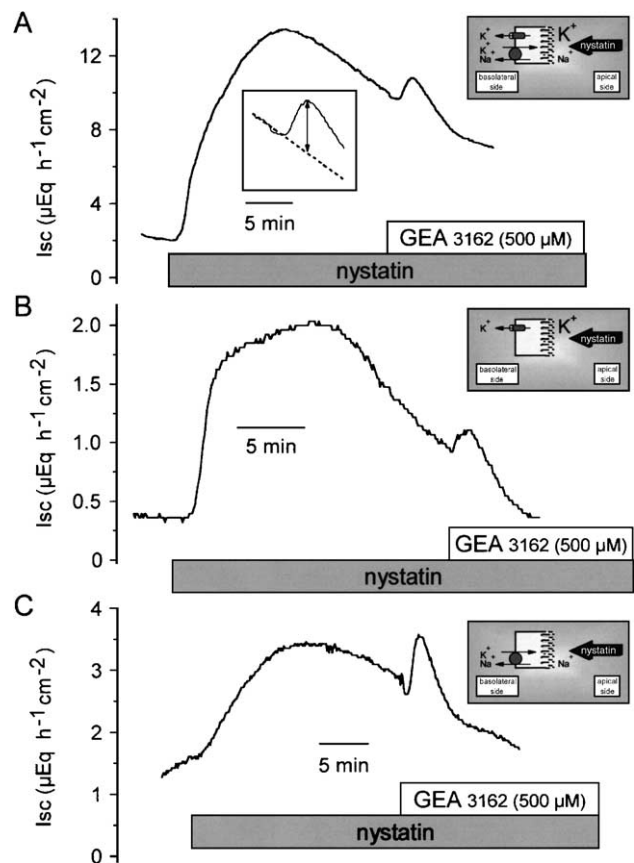 A
Isc (µEq h⁻¹cm⁻²)
12
8
4
0
K⁺
K⁺
Na⁺
K⁺
Na⁺
nystatin
basolateral side
apical side
5 min
GEA 3162 (500 µM)
nystatin
B
Isc (µEq h⁻¹cm⁻²)
2.0
1.5
1.0
0.5
0
K⁺
K⁺
nystatin
basolateral side
apical side
5 min
GEA 3162 (500 µM)
nystatin
C
Isc (µEq h⁻¹cm⁻²)
4
3
2
1
0
K⁺
Na⁺
Na⁺
nystatin
basolateral side
apical side
5 min
GEA 3162 (500 µM)
nystatin